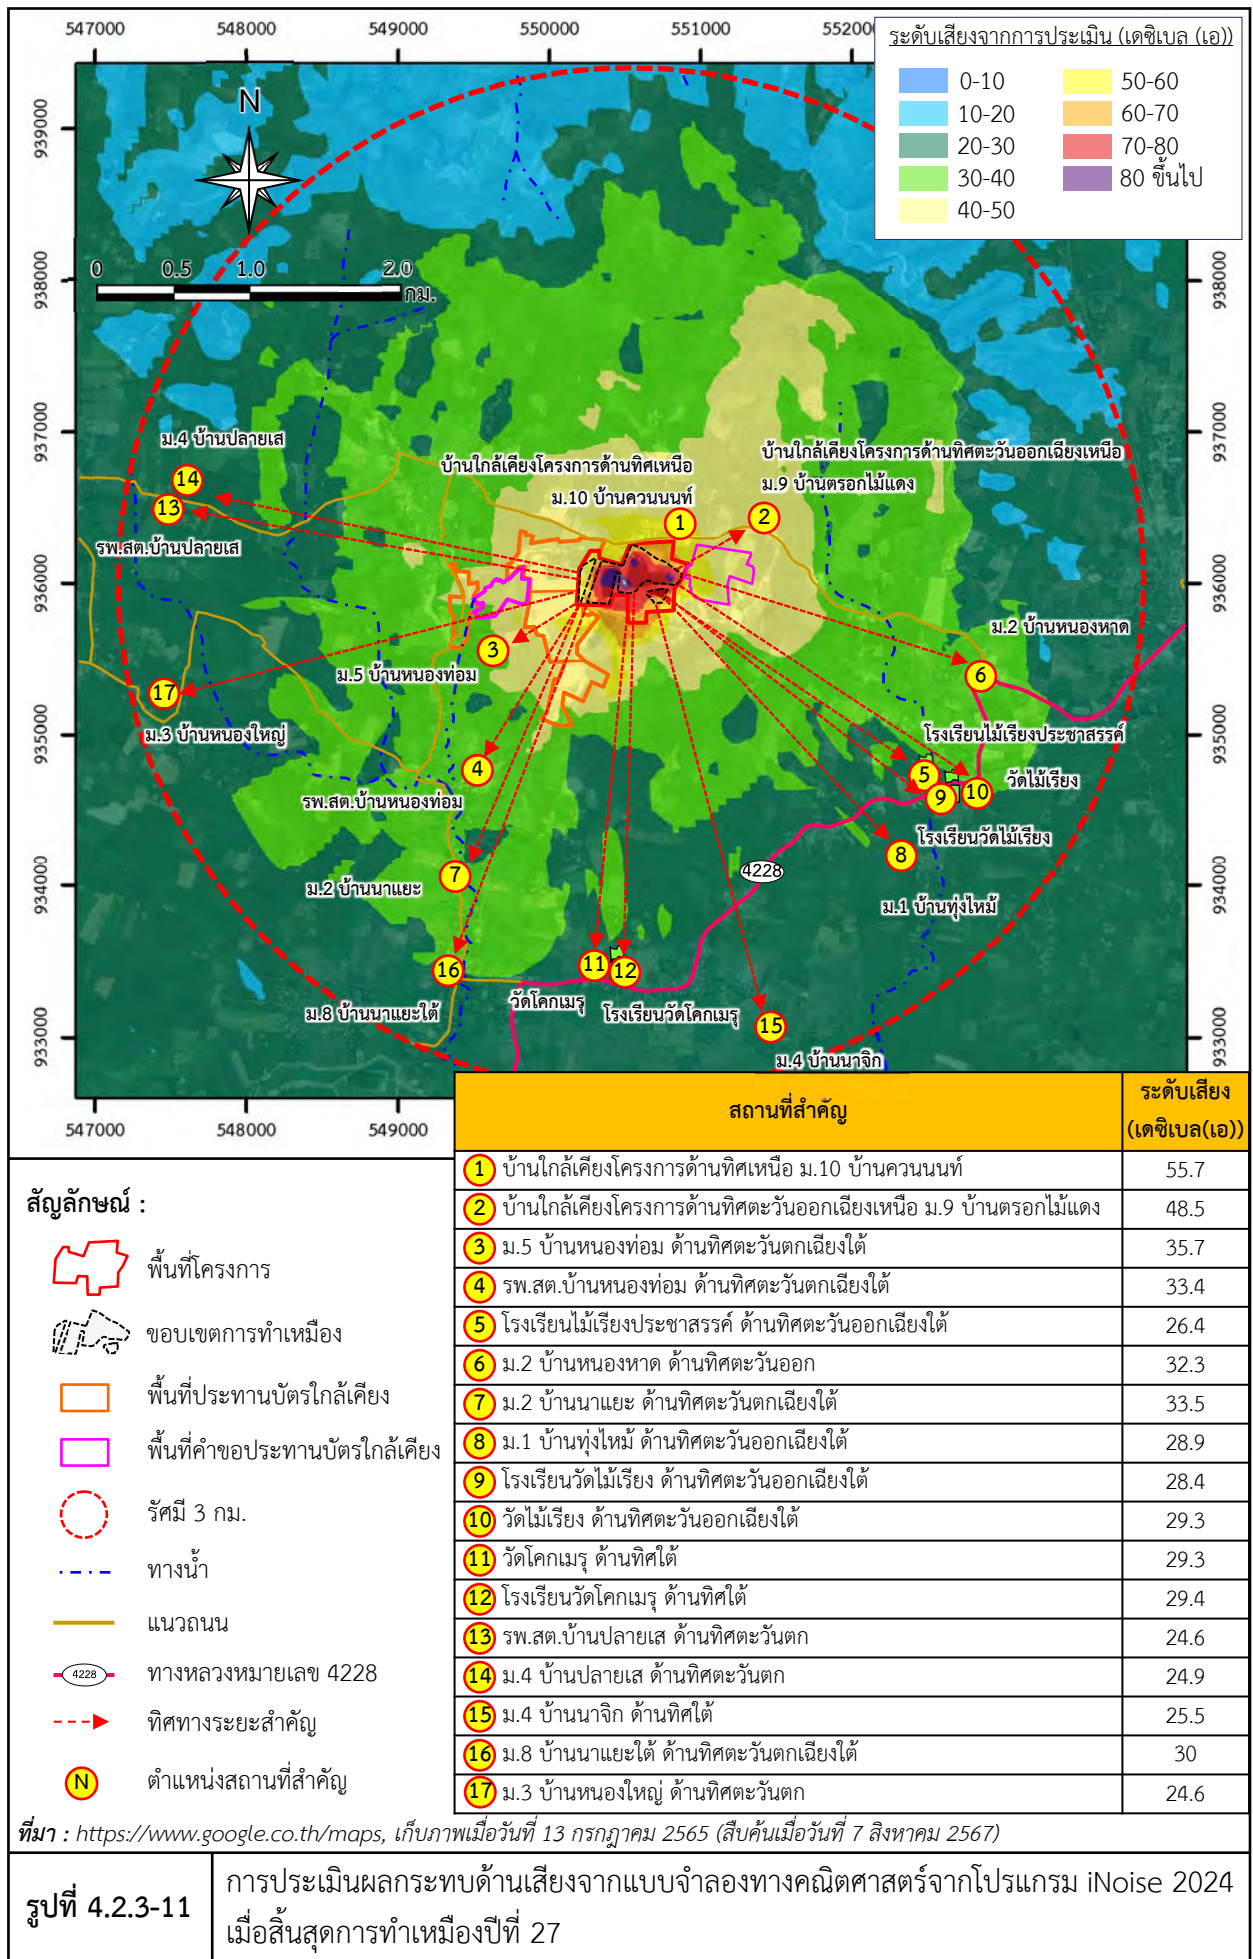 547000 548000 549000 550000 551000 552000
ระดับเสียงจากการประเมิน (เดซิเบล (เอ))
0-10 50-60
10-20 60-70
20-30 70-80
30-40 80 ขึ้นไป
40-50
N
0 0.5 1.0 2.0
กม.
939000
938000 938000
937000 937000
936000 936000
935000 935000
934000 934000
933000 933000
ม.4 บ้านปลายเส
14
13
รพ.สต.บ้านปลายเส
บ้านใกล้เคียงโครงการด้านทิศเหนือ
ม.10 บ้านควนนนท์
1
บ้านใกล้เคียงโครงการด้านทิศตะวันออกเฉียงเหนือ
ม.9 บ้านตรอกไม้แดง
2
ม.2 บ้านหนองหาด
6
3
ม.5 บ้านหนองท่อม
17
ม.3 บ้านหนองใหญ่
4
รพ.สต.บ้านหนองท่อม
โรงเรียนไม้เรียงประชาสรรค์
5
วัดไม้เรียง
10
9
โรงเรียนวัดไม้เรียง
8
ม.1 บ้านทุ่งไหม้
4228
7
ม.2 บ้านนาแยะ
16
ม.8 บ้านนาแยะใต้
11
วัดโคกเมรุ
12
โรงเรียนวัดโคกเมรุ
15
ม.4 บ้านนาจิก
547000 548000 549000
สถานที่สำคัญ ระดับเสียง
(เดซิเบล(เอ))
1 บ้านใกล้เคียงโครงการด้านทิศเหนือ ม.10 บ้านควนนนท์ 55.7
2 บ้านใกล้เคียงโครงการด้านทิศตะวันออกเฉียงเหนือ ม.9 บ้านตรอกไม้แดง 48.5
3 ม.5 บ้านหนองท่อม ด้านทิศตะวันตกเฉียงใต้ 35.7
4 รพ.สต.บ้านหนองท่อม ด้านทิศตะวันตกเฉียงใต้ 33.4
5 โรงเรียนไม้เรียงประชาสรรค์ ด้านทิศตะวันออกเฉียงใต้ 26.4
6 ม.2 บ้านหนองหาด ด้านทิศตะวันออก 32.3
7 ม.2 บ้านนาแยะ ด้านทิศตะวันตกเฉียงใต้ 33.5
8 ม.1 บ้านทุ่งไหม้ ด้านทิศตะวันออกเฉียงใต้ 28.9
9 โรงเรียนวัดไม้เรียง ด้านทิศตะวันออกเฉียงใต้ 28.4
10 วัดไม้เรียง ด้านทิศตะวันออกเฉียงใต้ 29.3
11 วัดโคกเมรุ ด้านทิศใต้ 29.3
12 โรงเรียนวัดโคกเมรุ ด้านทิศใต้ 29.4
13 รพ.สต.บ้านปลายเส ด้านทิศตะวันตก 24.6
14 ม.4 บ้านปลายเส ด้านทิศตะวันตก 24.9
15 ม.4 บ้านนาจิก ด้านทิศใต้ 25.5
16 ม.8 บ้านนาแยะใต้ ด้านทิศตะวันตกเฉียงใต้ 30
17 ม.3 บ้านหนองใหญ่ ด้านทิศตะวันตก 24.6
สัญลักษณ์ :
พื้นที่โครงการ
ขอบเขตการทำเหมือง
พื้นที่ประทานบัตรใกล้เคียง
พื้นที่คำขอประทานบัตรใกล้เคียง
รัศมี 3 กม.
ทางน้ำ
แนวถนน
4228 ทางหลวงหมายเลข 4228
ทิศทางระยะสำคัญ
N ตำแหน่งสถานที่สำคัญ
ที่มา : https://www.google.co.th/maps, เก็บภาพเมื่อวันที่ 13 กรกฎาคม 2565 (สืบค้นเมื่อวันที่ 7 สิงหาคม 2567)
รูปที่ 4.2.3-11
การประเมินผลกระทบด้านเสียงจากแบบจำลองทางคณิตศาสตร์จากโปรแกรม iNoise 2024
เมื่อสิ้นสุดการทำเหมืองปีที่ 27